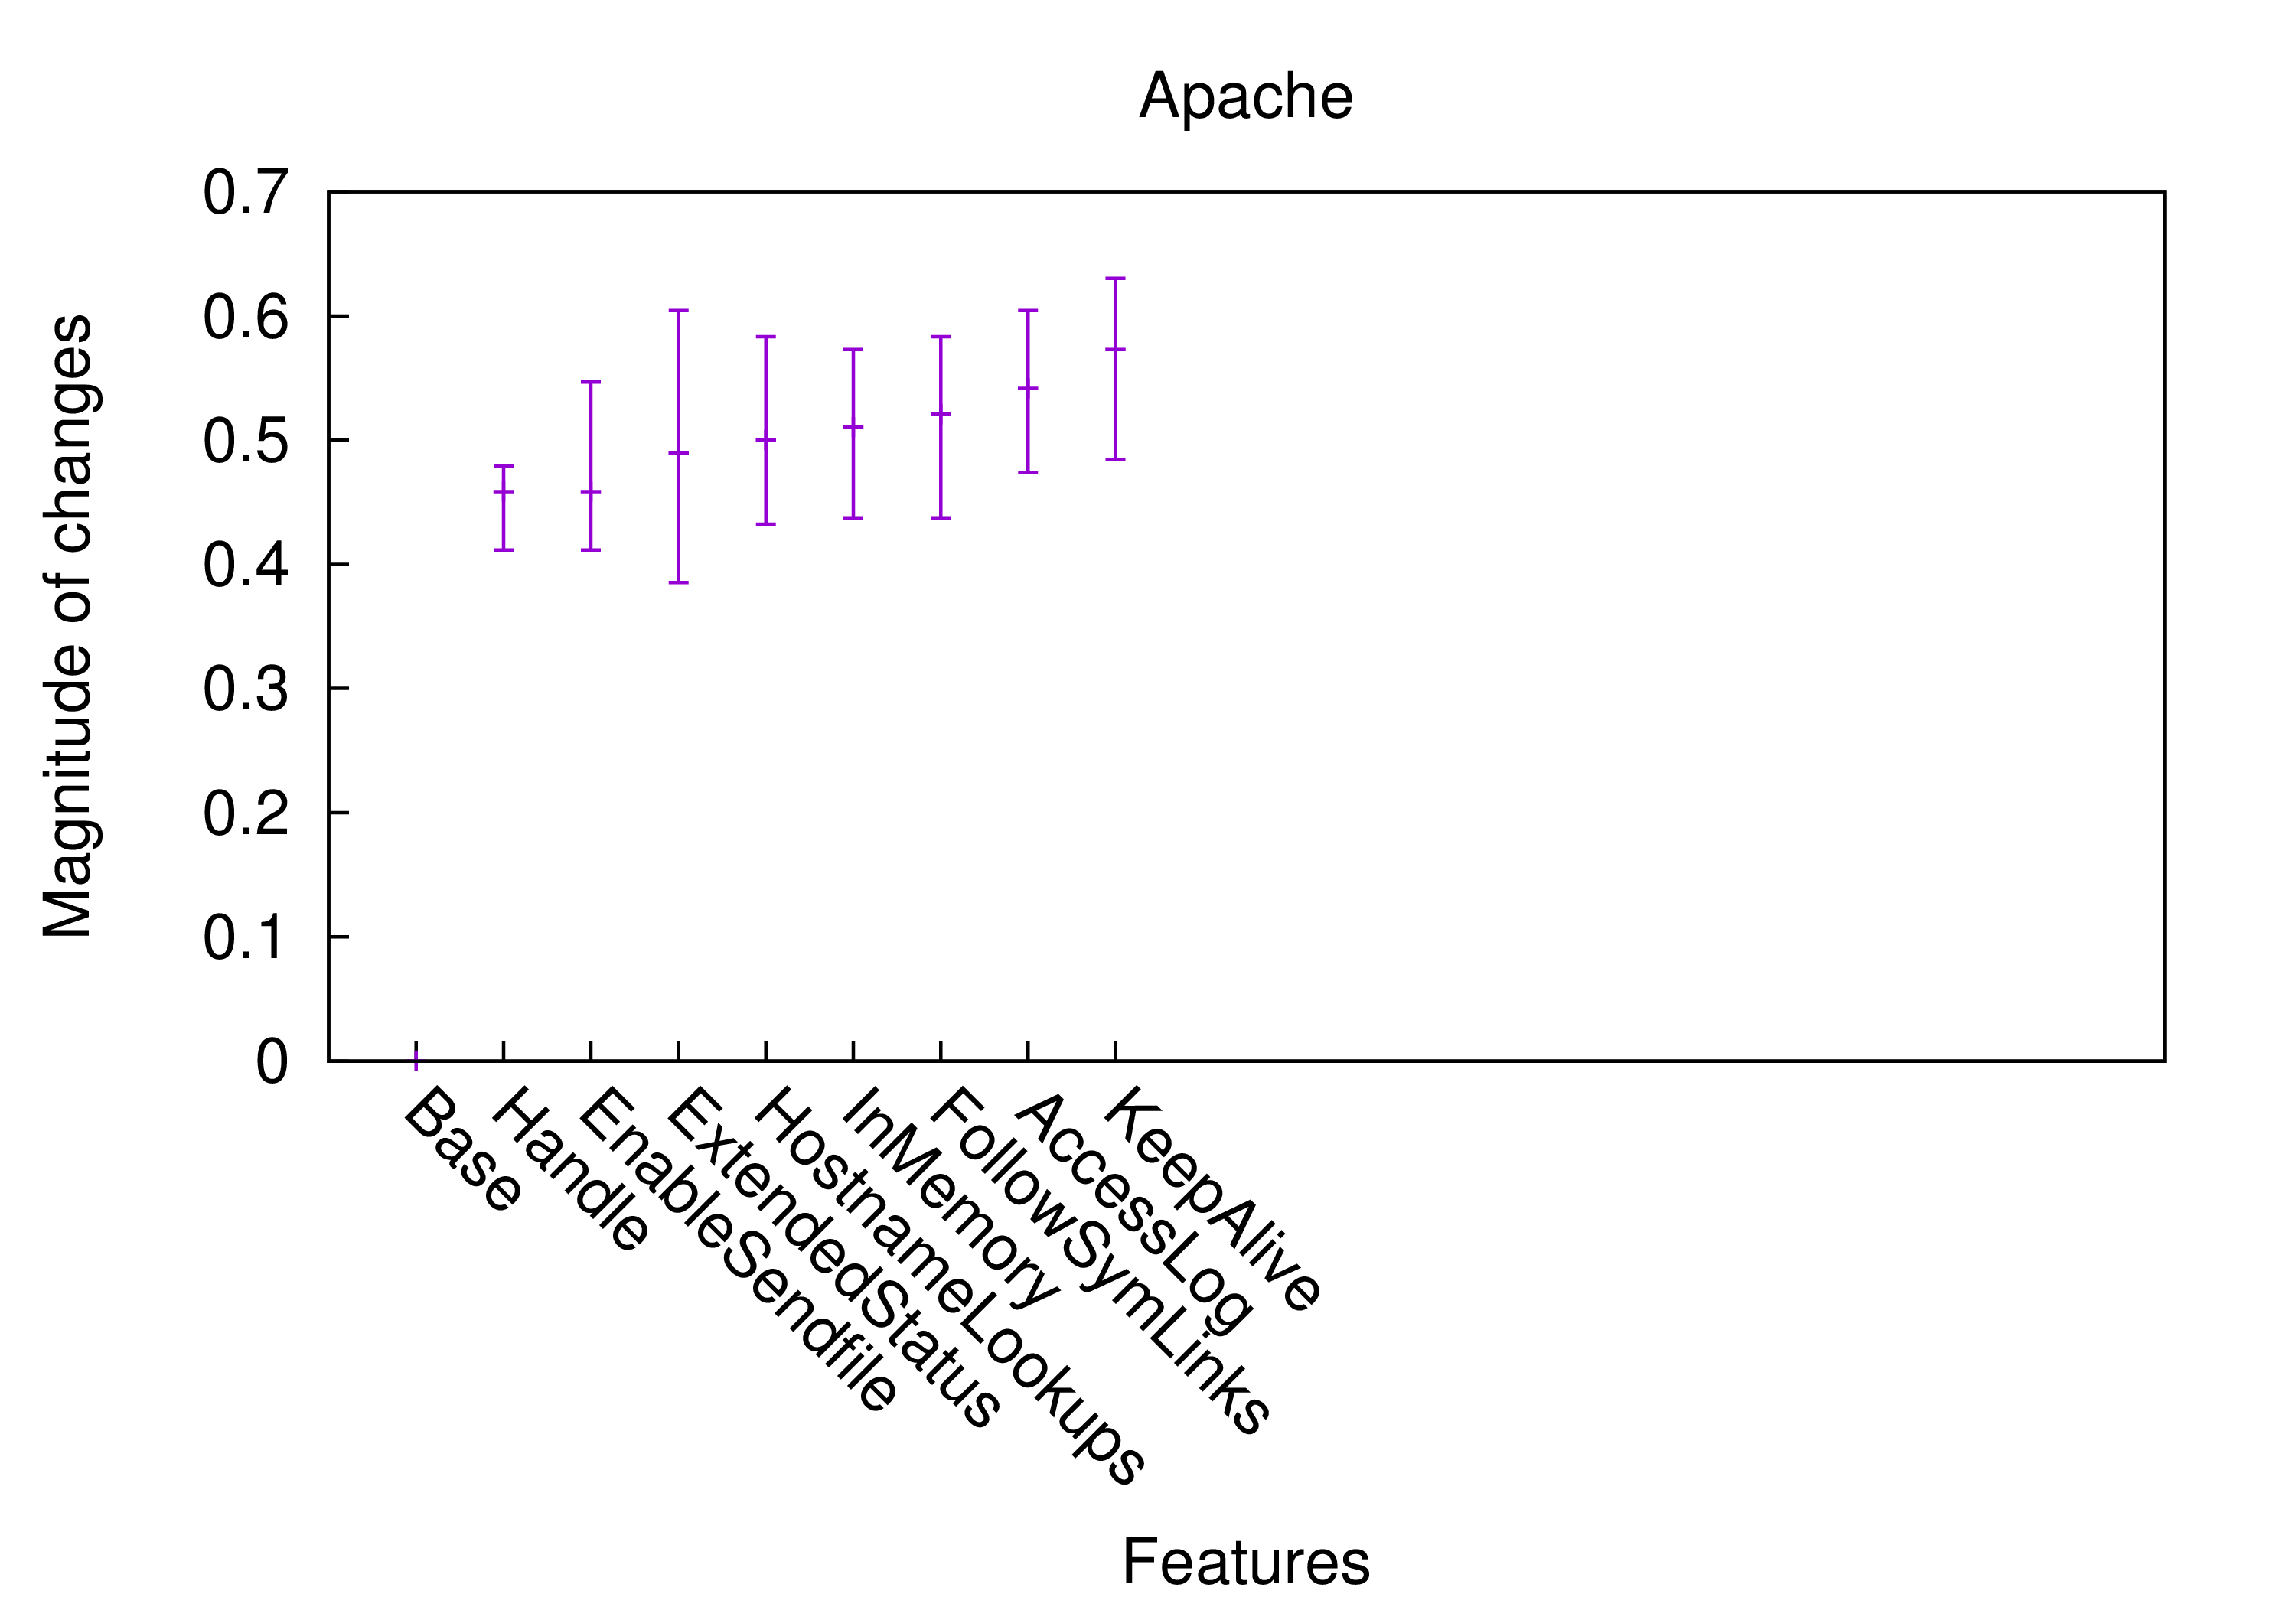 Apache
Magnitude of changes
0.7
0.6
0.5
0.4
0.3
0.2
0.1
0
Base
Handle
EnableSendfile
ExtendedStatus
HostnameLookups
InMemory
FollowSymLinks
AccessLog
KeepAlive
Features